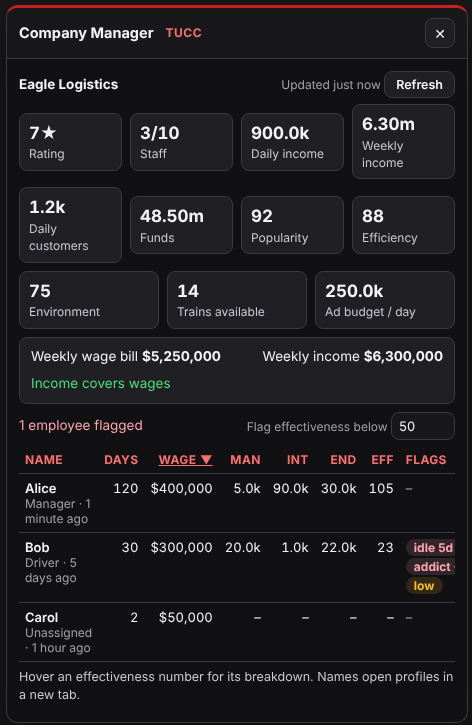 Company Manager TUCC ✕
Eagle Logistics Updated just now Refresh
7★ 3/10 900.0k 6.30m
Rating Staff Daily income Weekly
income
1.2k 48.50m 92 88
Daily Funds Popularity Efficiency
customers
75 14 250.0k
Environment Trains available Ad budget / day
Weekly wage bill $5,250,000 Weekly income $6,300,000
Income covers wages
1 employee flagged Flag effectiveness below 50
NAME DAYS WAGE ▼ MAN INT END EFF FLAGS
Alice 120 $400,000 5.0k 90.0k 30.0k 105 –
Manager · 1
minute ago
Bob 30 $300,000 20.0k 1.0k 22.0k 23 idle 5d
Driver · 5 addict
days ago low
Carol 2 $50,000 – – – – –
Unassigned
· 1 hour ago
Hover an effectiveness number for its breakdown. Names open profiles in
a new tab.